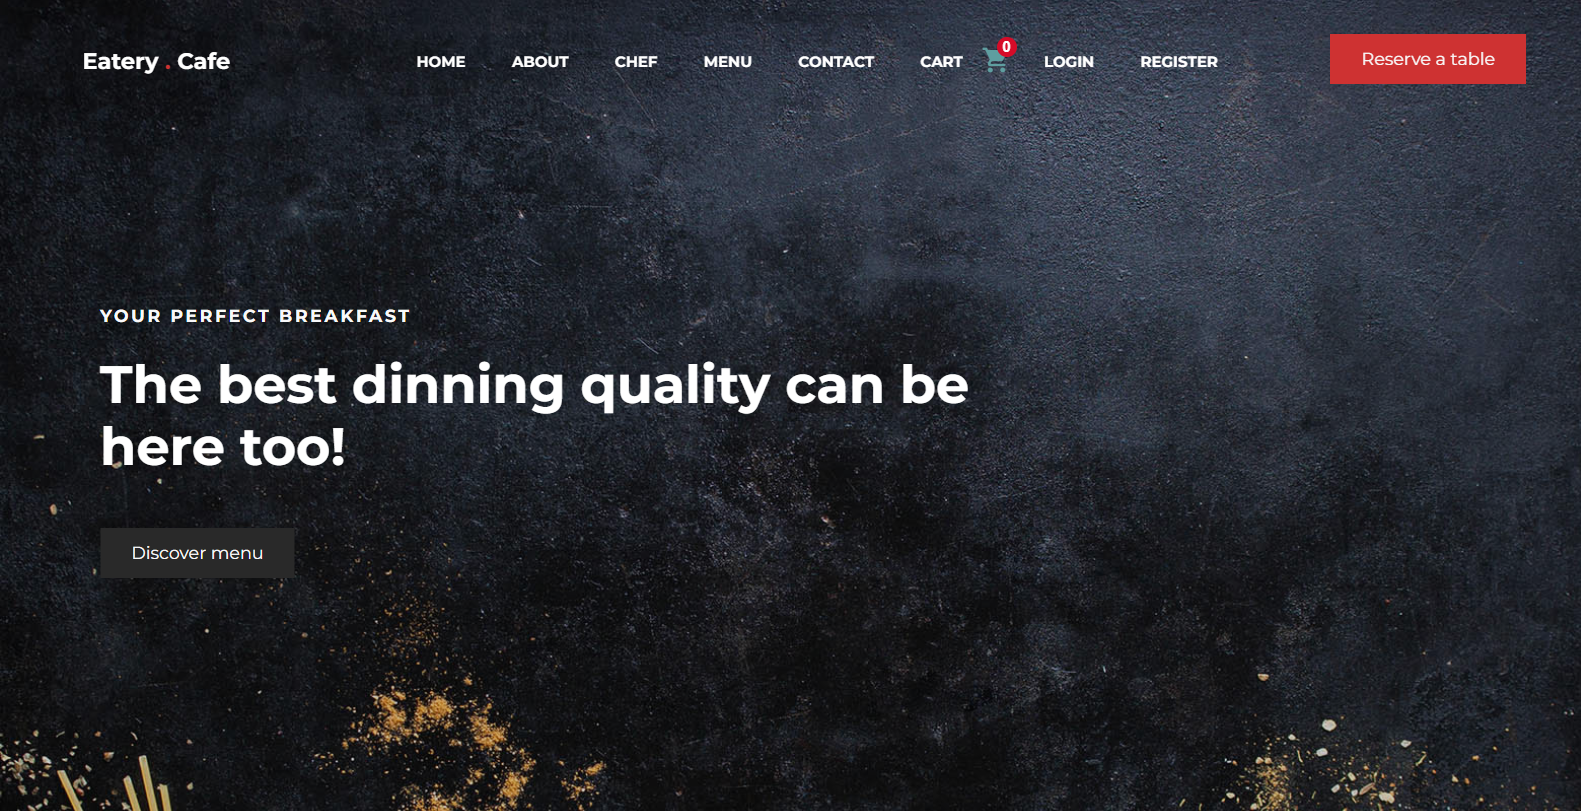 Eatery . Cafe
HOME ABOUT CHEF MENU CONTACT CART 0 LOGIN REGISTER
Reserve a table
YOUR PERFECT BREAKFAST
The best dinning quality can be
here too!
Discover menu